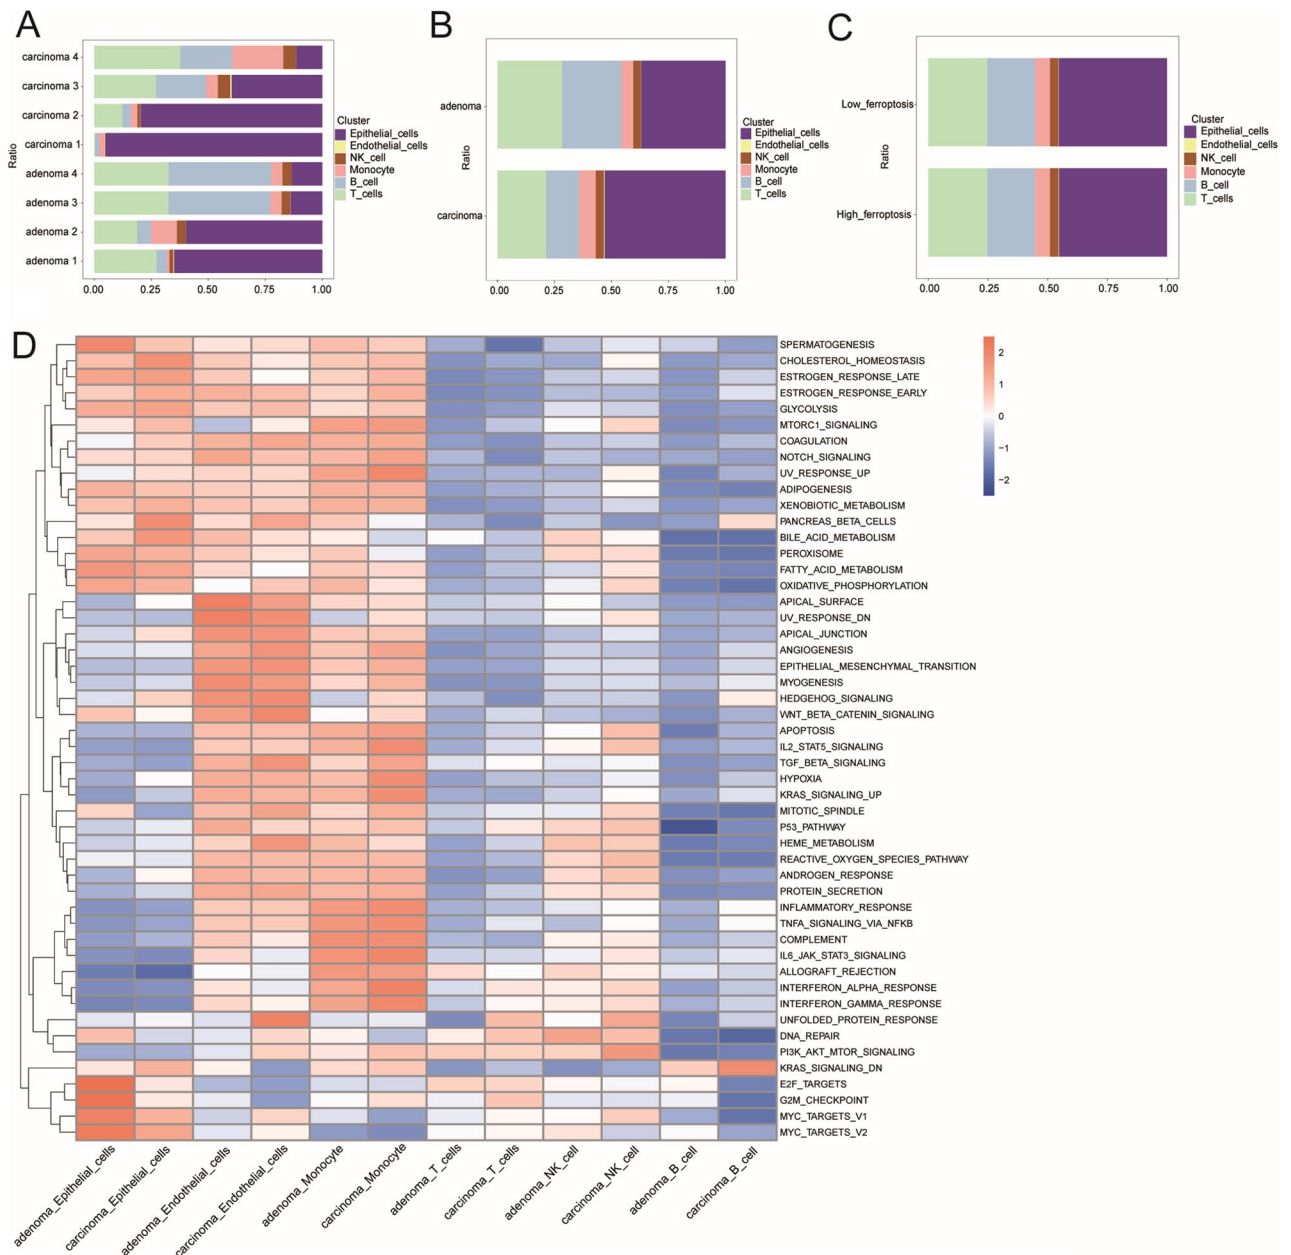 A
carcinoma 4
carcinoma 3
carcinoma 2
carcinoma 1
adenoma 4
adenoma 3
adenoma 2
adenoma 1
Ratio
0.00 0.25 0.50 0.75 1.00
Cluster
Epithelial_cells
Endothelial_cells
NK_cell
Monocyte
B_cell
T_cells
B
adenoma
carcinoma
Ratio
0.00 0.25 0.50 0.75 1.00
Cluster
Epithelial_cells
Endothelial_cells
NK_cell
Monocyte
B_cell
T_cells
C
Low_ferroptosis
High_ferroptosis
Ratio
0.00 0.25 0.50 0.75 1.00
Cluster
Epithelial_cells
Endothelial_cells
NK_cell
Monocyte
B_cell
T_cells
D
SPERMATOGENESIS
CHOLESTEROL_HOMEOSTASIS
ESTROGEN_RESPONSE_LATE
ESTROGEN_RESPONSE_EARLY
GLYCOLYSIS
MTORC1_SIGNALING
COAGULATION
NOTCH_SIGNALING
UV_RESPONSE_UP
ADIPOGENESIS
XENOBIOTIC_METABOLISM
PANCREAS_BETA_CELLS
BILE_ACID_METABOLISM
PEROXISOME
FATTY_ACID_METABOLISM
OXIDATIVE_PHOSPHORYLATION
APICAL_SURFACE
UV_RESPONSE_DN
APICAL_JUNCTION
ANGIOGENESIS
EPITHELIAL_MESENCHYMAL_TRANSITION
MYOGENESIS
HEDGEHOG_SIGNALING
WNT_BETA_CATENIN_SIGNALING
APOPTOSIS
IL2_STAT5_SIGNALING
TGF_BETA_SIGNALING
HYPOXIA
KRAS_SIGNALING_UP
MITOTIC_SPINDLE
P53_PATHWAY
HEME_METABOLISM
REACTIVE_OXYGEN_SPECIES_PATHWAY
ANDROGEN_RESPONSE
PROTEIN_SECRETION
INFLAMMATORY_RESPONSE
TNFA_SIGNALING_VIA_NFKB
COMPLEMENT
IL6_JAK_STAT3_SIGNALING
ALLOGRAFT_REJECTION
INTERFERON_ALPHA_RESPONSE
INTERFERON_GAMMA_RESPONSE
UNFOLDED_PROTEIN_RESPONSE
DNA_REPAIR
PI3K_AKT_MTOR_SIGNALING
KRAS_SIGNALING_DN
E2F_TARGETS
G2M_CHECKPOINT
MYC_TARGETS_V1
MYC_TARGETS_V2
2
1
0
−1
−2
adenoma_Epithelial_cells
carcinoma_Epithelial_cells
adenoma_Endothelial_cells
carcinoma_Endothelial_cells
adenoma_Monocyte
carcinoma_Monocyte
adenoma_T_cells
carcinoma_T_cells
adenoma_NK_cell
carcinoma_NK_cell
adenoma_B_cell
carcinoma_B_cell